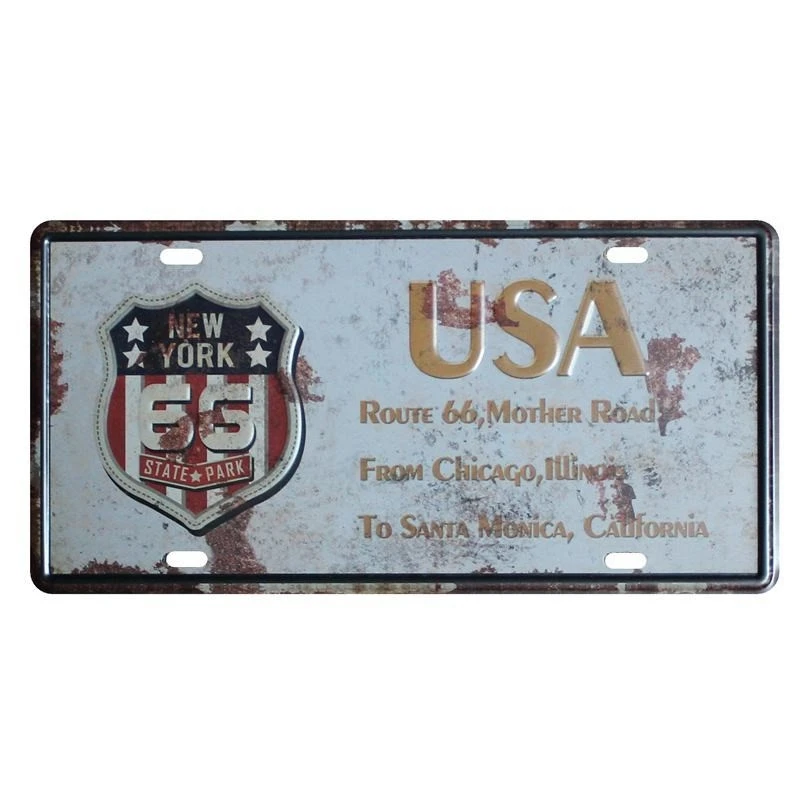 NEW
YORK
66
STATE★PARK
USA
Route 66,Mother Road
From Chicago,Illinois
To Santa Monica, California